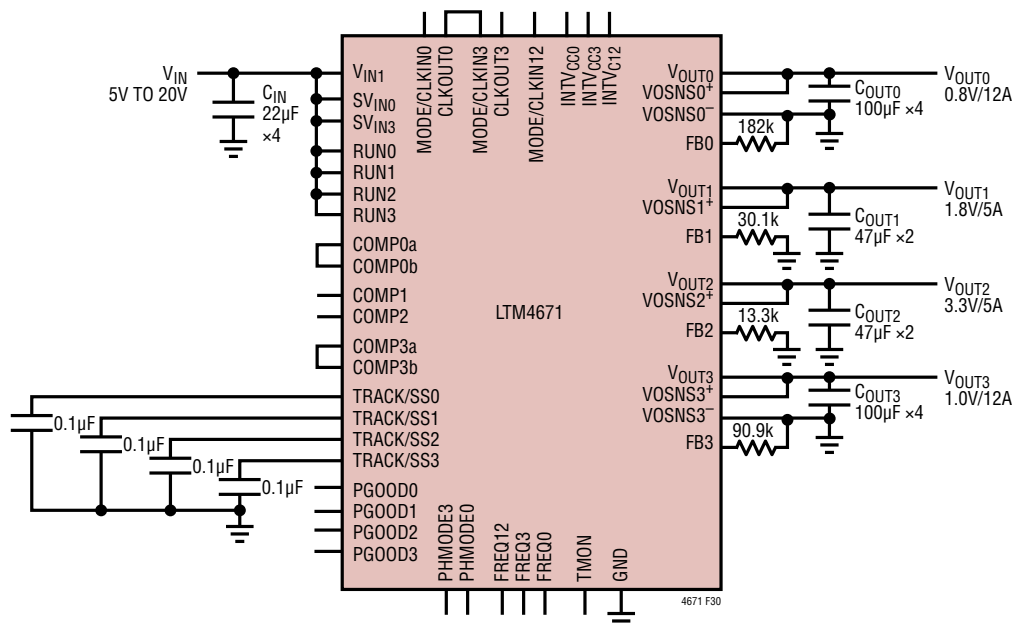 MODE/CLKIN0
CLKOUT0
MODE/CLKIN3
CLKOUT3
MODE/CLKIN12
INTVCC0
INTVCC3
INTVC12
VIN
5V TO 20V
CIN
22µF
×4
VIN1
SVIN0
SVIN3
RUN0
RUN1
RUN2
RUN3
COMP0a
COMP0b
COMP1
COMP2
COMP3a
COMP3b
TRACK/SS0
TRACK/SS1
TRACK/SS2
TRACK/SS3
0.1µF
0.1µF
0.1µF
0.1µF
PGOOD0
PGOOD1
PGOOD2
PGOOD3
LTM4671
VOUT0
VOSNS0+
VOSNS0–
FB0
182k
COUT0
100µF ×4
VOUT0
0.8V/12A
VOUT1
VOSNS1+
FB1
30.1k
COUT1
47µF ×2
VOUT1
1.8V/5A
VOUT2
VOSNS2+
FB2
13.3k
COUT2
47µF ×2
VOUT2
3.3V/5A
VOUT3
VOSNS3+
VOSNS3–
FB3
90.9k
COUT3
100µF ×4
VOUT3
1.0V/12A
PHMODE3
PHMODE0
FREQ12
FREQ3
FREQ0
TMON
GND
4671 F30